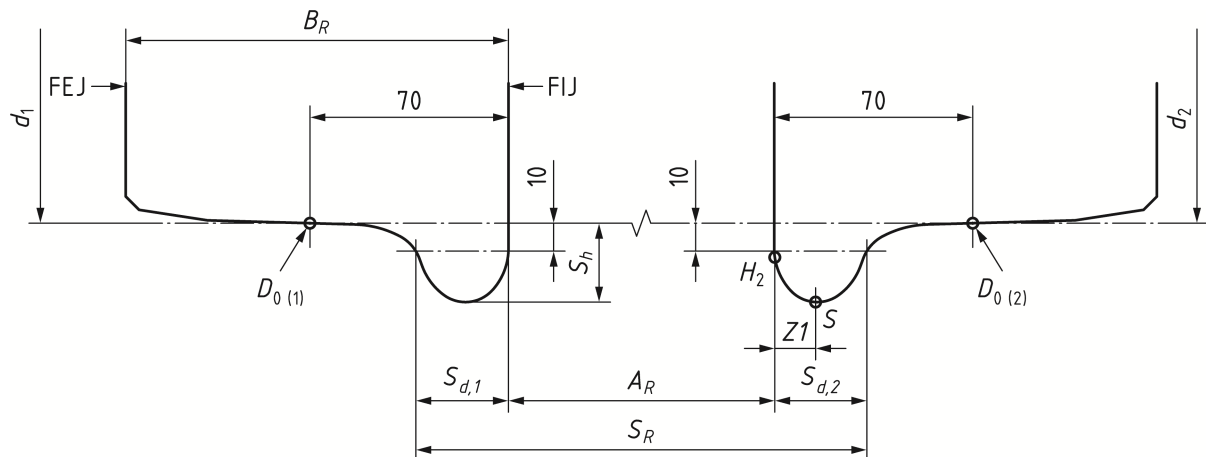 B_R
FEJ
FIJ
d_1
70
70
d_2
10
10
S_h
D_0 (1)
H_2
D_0 (2)
S
Z1
S_d,1
A_R
S_d,2
S_R